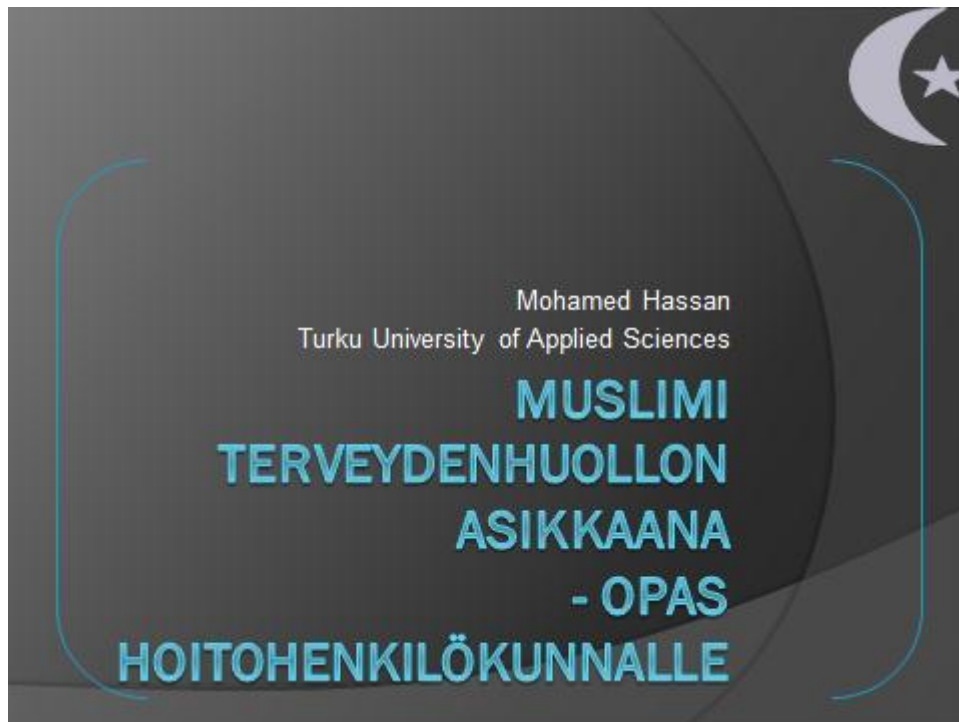 Mohamed Hassan
Turku University of Applied Sciences
MUSLIMI
TERVEYDENHUOLLON
ASIKKAANA
- OPAS
HOITOHENKILÖKUNNALLE